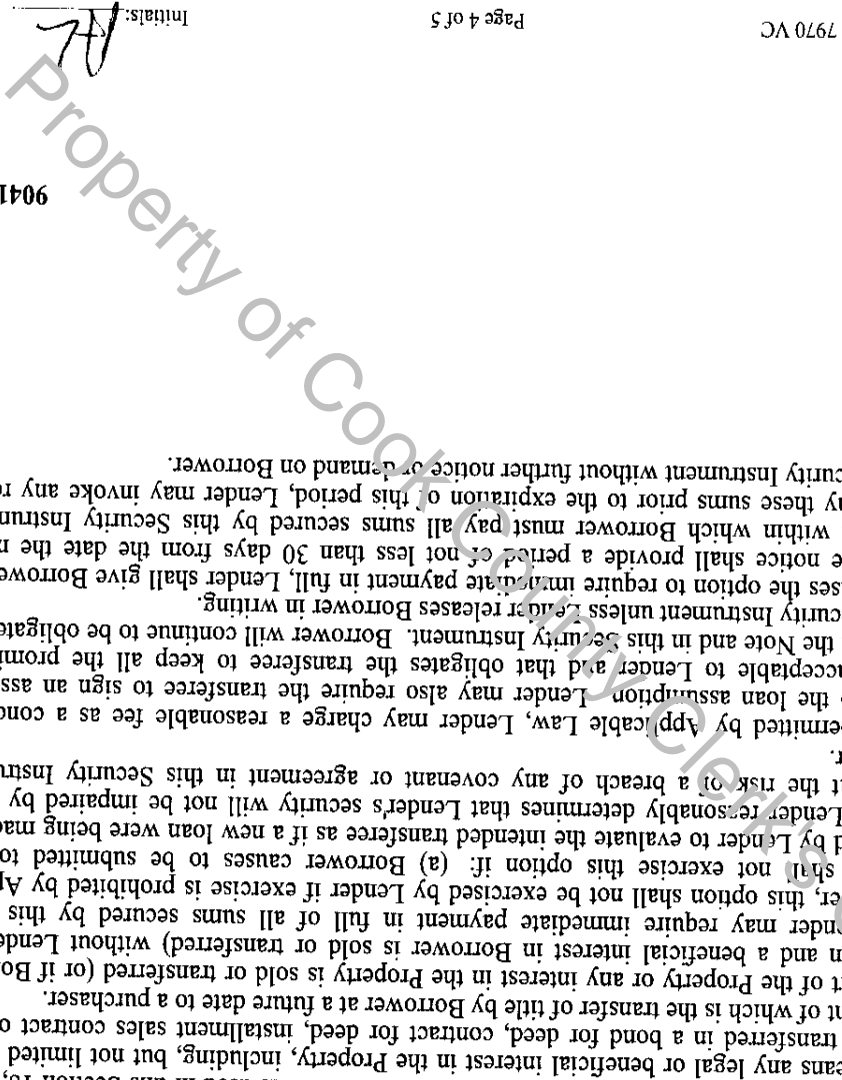 used in this Section 18,
eans any legal or beneficial interest in the Property, including, but not limited
transferred in a bond for deed, contract for deed, installment sales contract o
nt of which is the transfer of title by Borrower at a future date to a purchaser.
rt of the Property or any interest in the Property is sold or transferred (or if Bo
n and a beneficial interest in Borrower is sold or transferred) without Lende
ender may require immediate payment in full of all sums secured by this
er, this option shall not be exercised by Lender if exercise is prohibited by Ap
shall not exercise this option if: (a) Borrower causes to be submitted to
d by Lender to evaluate the intended transferee as if a new loan were being mad
Lender reasonably determines that Lender's security will not be impaired by
t the risk of a breach of any covenant or agreement in this Security Instru
r.
ermitted by Applicable Law, Lender may charge a reasonable fee as a cond
the loan assumption. Lender may also require the transferee to sign an ass
acceptable to Lender and that obligates the transferee to keep all the promi
the Note and in this Security Instrument. Borrower will continue to be obligate
curity Instrument unless Lender releases Borrower in writing.
ses the option to require immediate payment in full, Lender shall give Borrowe
e notice shall provide a period of not less than 30 days from the date the n
within which Borrower must pay all sums secured by this Security Instrum
ay these sums prior to the expiration of this period, Lender may invoke any re
curity Instrument without further notice or demand on Borrower.
9041
7970 VC Page 4 of 5 Initials:
Property of Cook County Clerk's